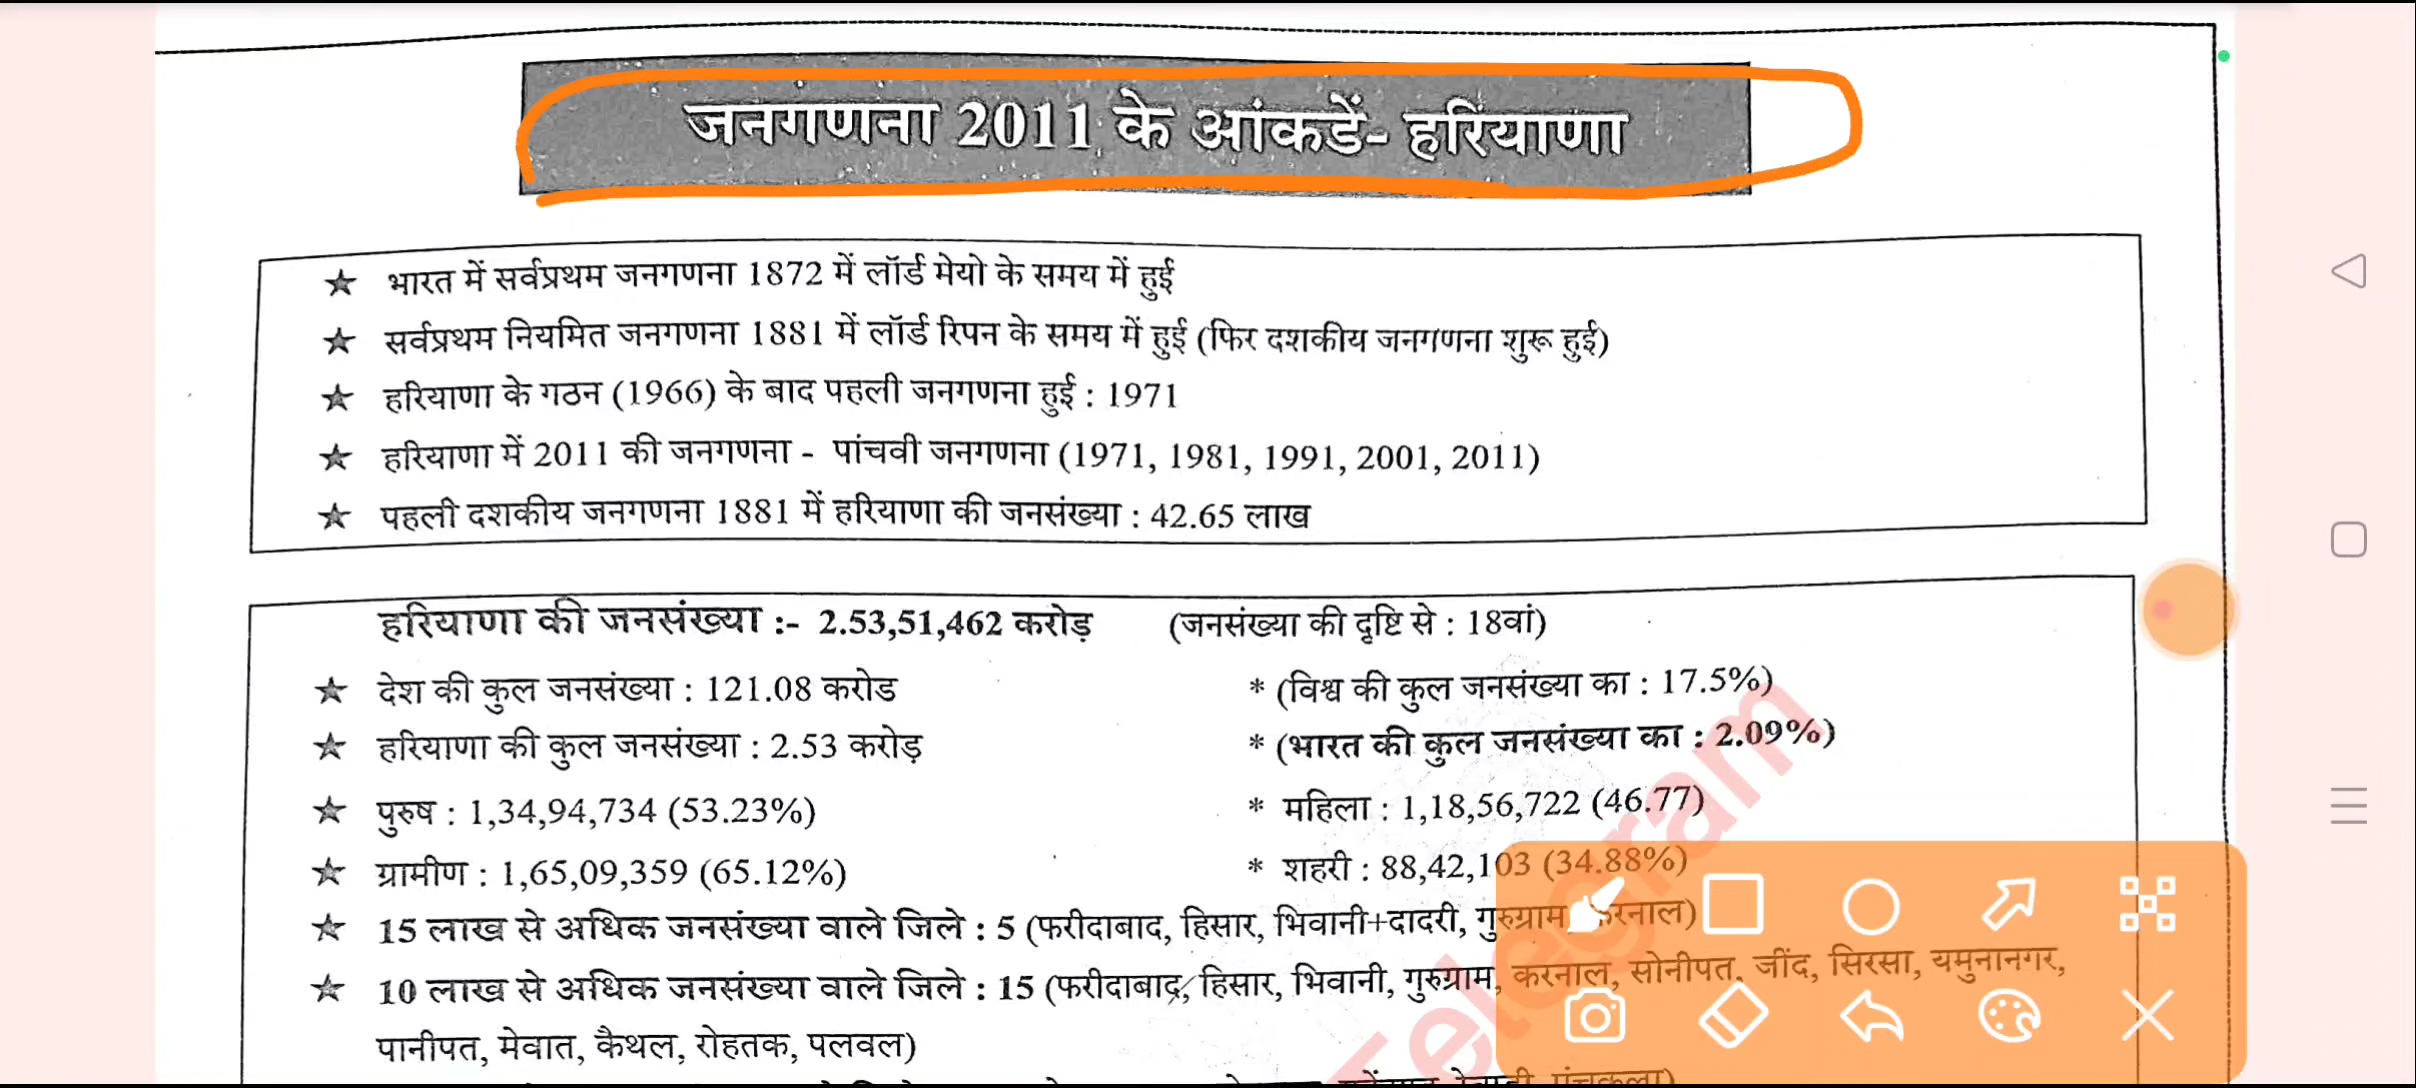 जनगणना 2011 के आंकडें- हरियाणा
★ भारत में सर्वप्रथम जनगणना 1872 में लॉर्ड मेयो के समय में हुई
★ सर्वप्रथम नियमित जनगणना 1881 में लॉर्ड रिपन के समय में हुई (फिर दशकीय जनगणना शुरू हुई)
★ हरियाणा के गठन (1966) के बाद पहली जनगणना हुई : 1971
★ हरियाणा में 2011 की जनगणना - पांचवी जनगणना (1971, 1981, 1991, 2001, 2011)
★ पहली दशकीय जनगणना 1881 में हरियाणा की जनसंख्या : 42.65 लाख
हरियाणा की जनसंख्या :- 2.53,51,462 करोड़ (जनसंख्या की दृष्टि से : 18वां)
★ देश की कुल जनसंख्या : 121.08 करोड * (विश्व की कुल जनसंख्या का : 17.5%)
★ हरियाणा की कुल जनसंख्या : 2.53 करोड़ * (भारत की कुल जनसंख्या का : 2.09%)
★ पुरुष : 1,34,94,734 (53.23%) * महिला : 1,18,56,722 (46.77)
★ ग्रामीण : 1,65,09,359 (65.12%) * शहरी : 88,42,103 (34.88%)
★ 15 लाख से अधिक जनसंख्या वाले जिले : 5 (फरीदाबाद, हिसार, भिवानी+दादरी, गुरुग्राम, करनाल)
★ 10 लाख से अधिक जनसंख्या वाले जिले : 15 (फरीदाबाद, हिसार, भिवानी, गुरुग्राम, करनाल, सोनीपत, जींद, सिरसा, यमुनानगर,
पानीपत, मेवात, कैथल, रोहतक, पलवल)
पंचकुला)
Telegram